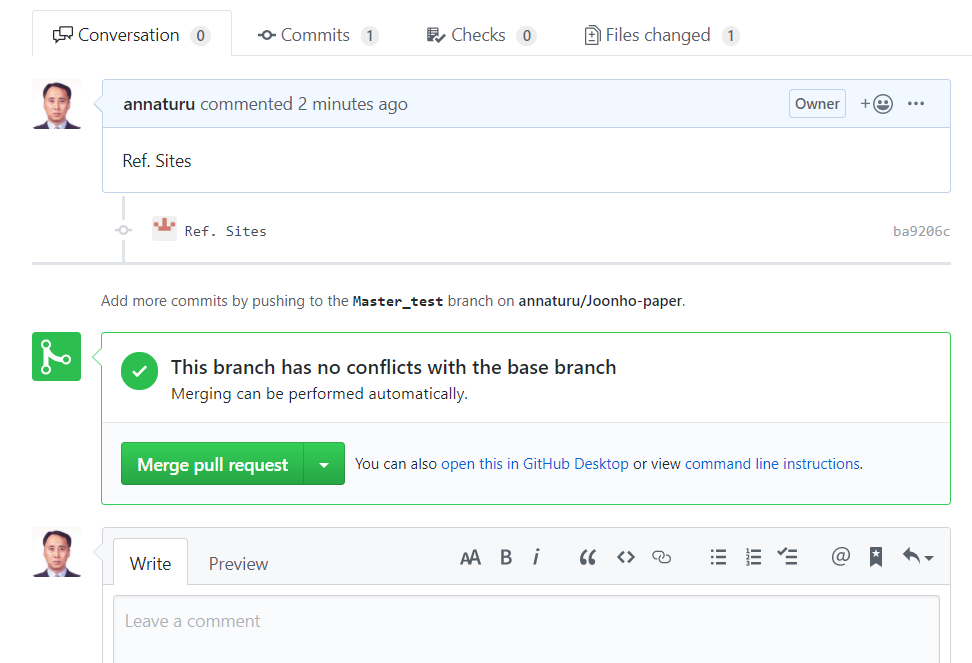 Conversation 0 Commits 1 Checks 0 Files changed 1
annaturu commented 2 minutes ago Owner
Ref. Sites
Ref. Sites ba9206c
Add more commits by pushing to the Master_test branch on annaturu/Joonho-paper.
This branch has no conflicts with the base branch
Merging can be performed automatically.
Merge pull request You can also open this in GitHub Desktop or view command line instructions.
Write Preview
Leave a comment